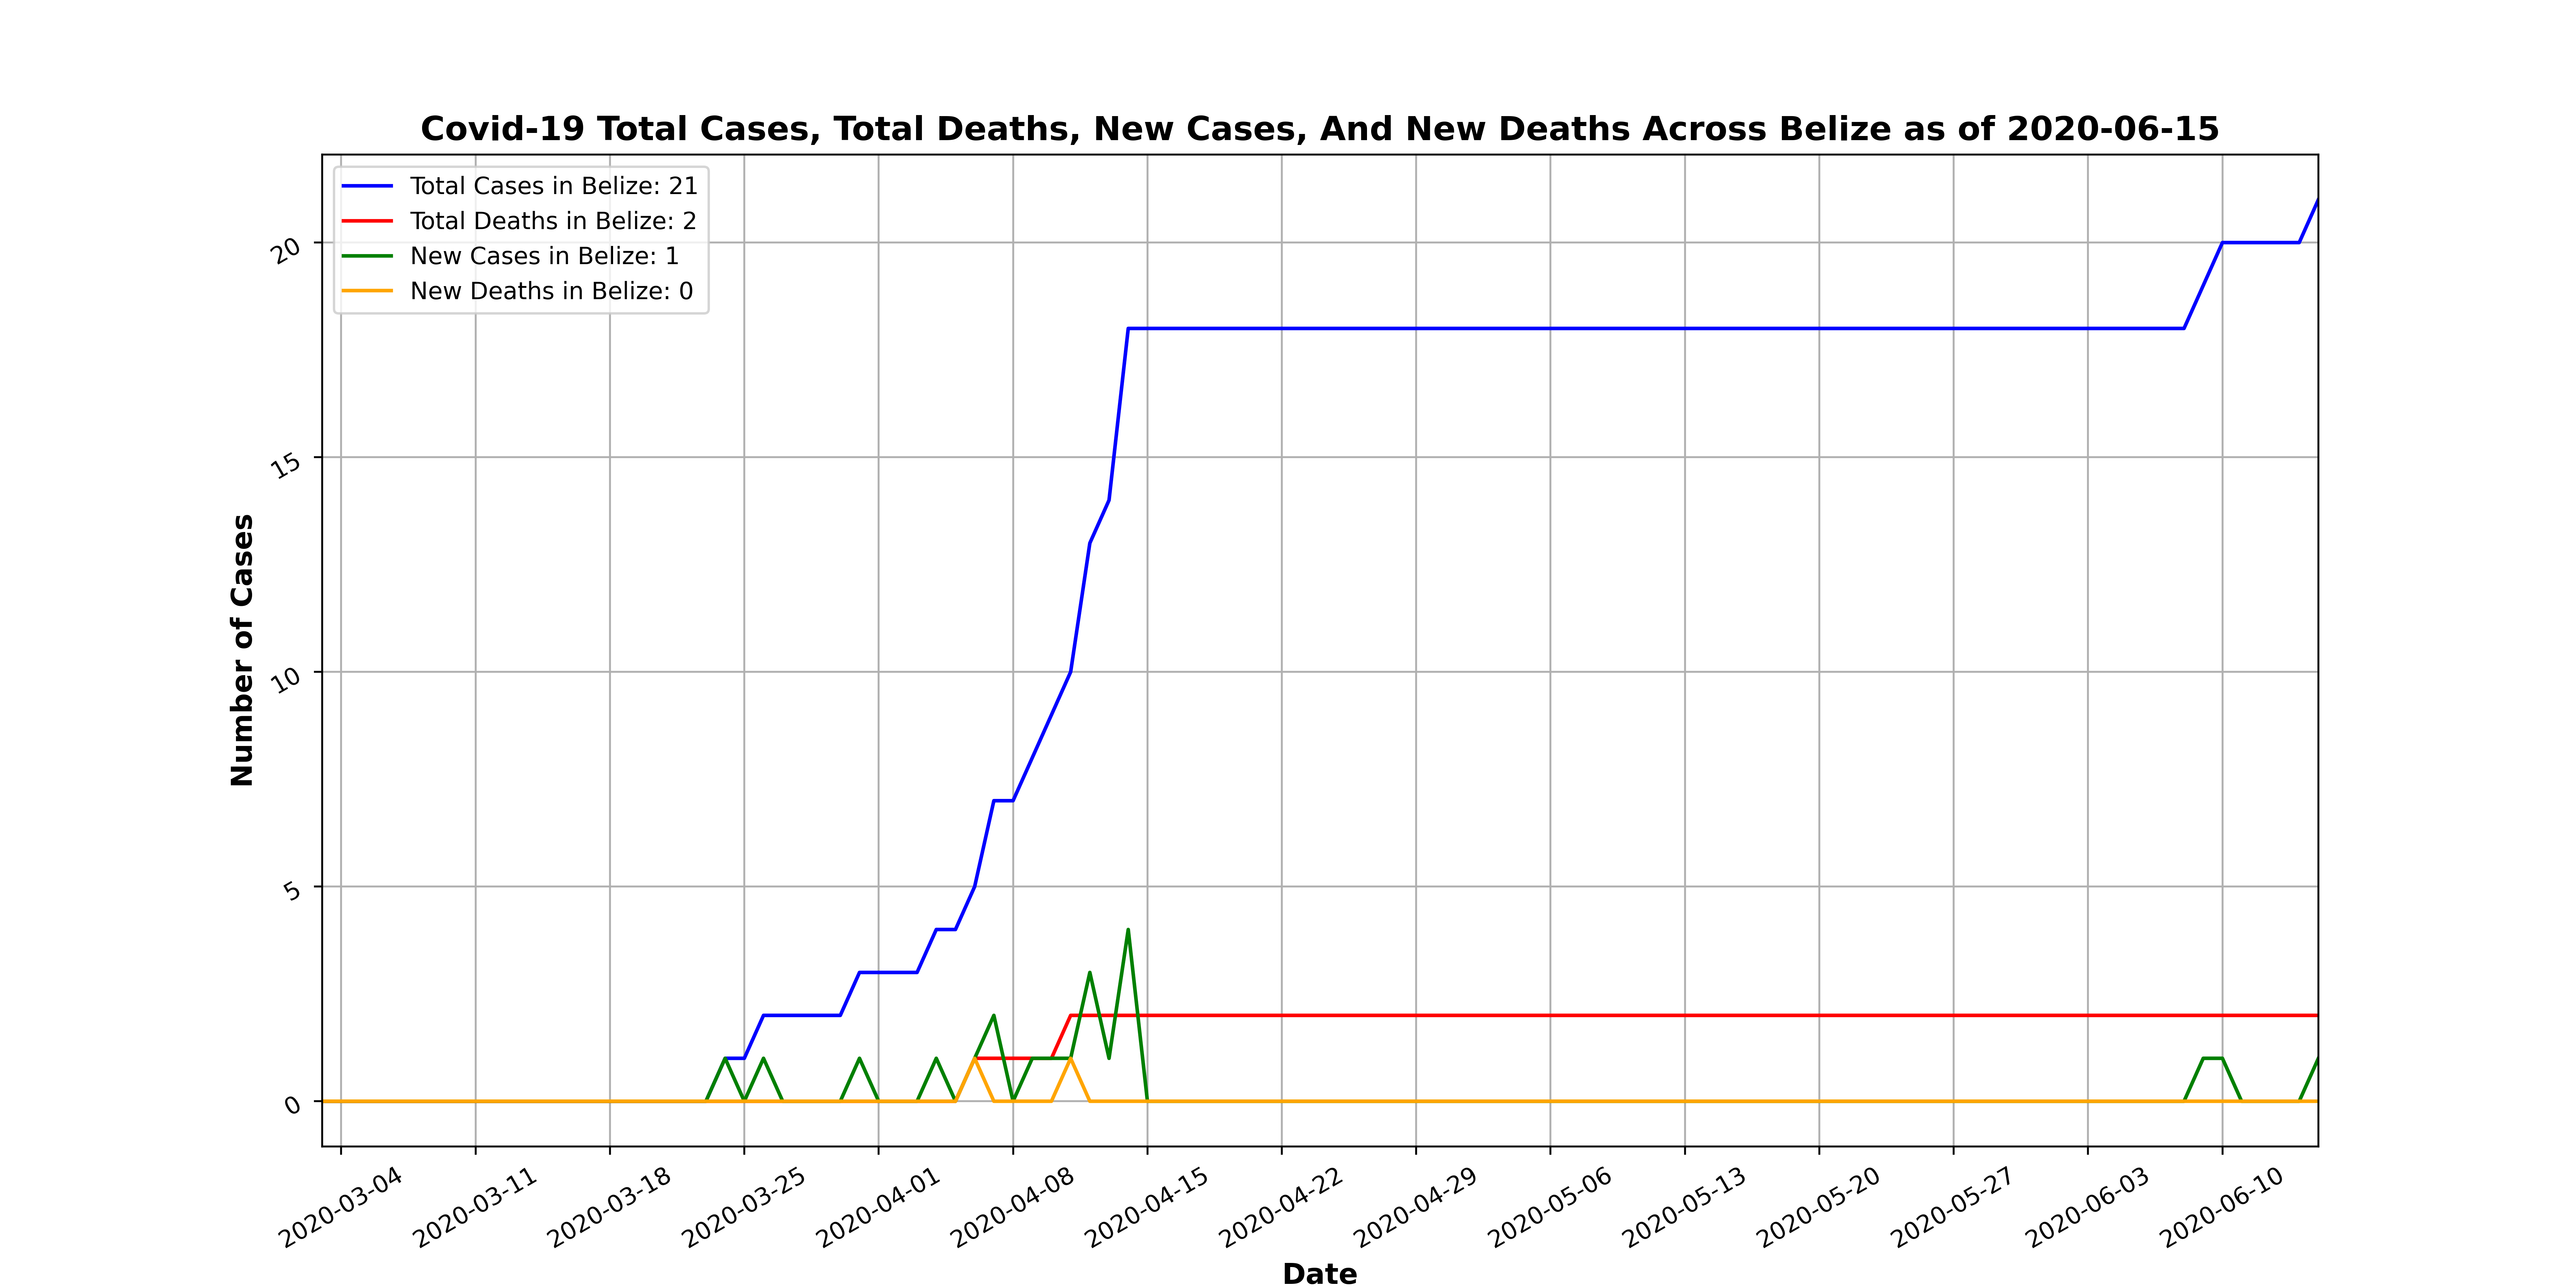 Covid-19 Total Cases, Total Deaths, New Cases, And New Deaths Across Belize as of 2020-06-15
Total Cases in Belize: 21
Total Deaths in Belize: 2
New Cases in Belize: 1
New Deaths in Belize: 0
Number of Cases
20
15
10
5
0
2020-03-04
2020-03-11
2020-03-18
2020-03-25
2020-04-01
2020-04-08
2020-04-15
2020-04-22
2020-04-29
2020-05-06
2020-05-13
2020-05-20
2020-05-27
2020-06-03
2020-06-10
Date